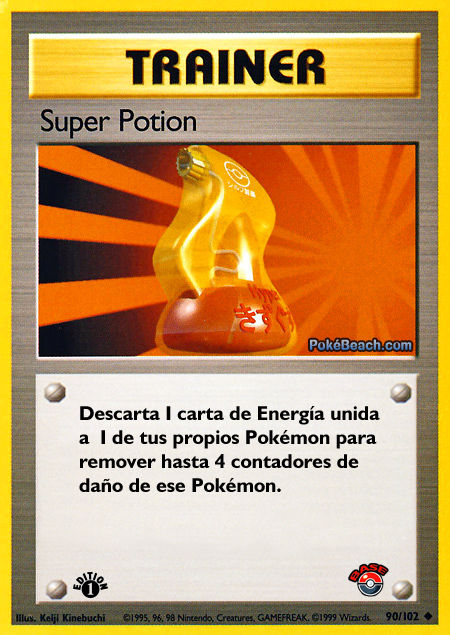 TRAINER
Super Potion
PokéBeach.com
Descarta 1 carta de Energía unida
a 1 de tus propios Pokémon para
remover hasta 4 contadores de
daño de ese Pokémon.
EDITION
1
BASE
Illus. Keiji Kinebuchi ©1995, 96, 98 Nintendo, Creatures, GAMEFREAK. ©1999 Wizards. 90/102 ◆